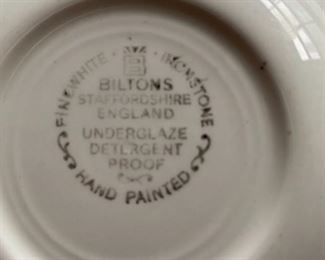 FINE WHITE IRONSTONE
BILTONS
STAFFORDSHIRE
ENGLAND
UNDERGLAZE
DETERGENT
PROOF
HAND PAINTED